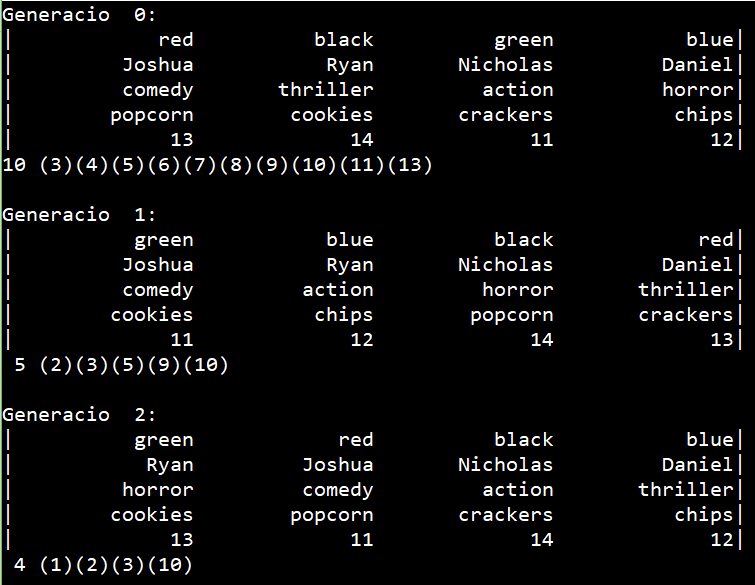 Generacio  0:
|            red          black          green           blue|
|         Joshua           Ryan       Nicholas         Daniel|
|         comedy       thriller         action         horror|
|        popcorn        cookies       crackers          chips|
|             13             14             11             12|
10 (3)(4)(5)(6)(7)(8)(9)(10)(11)(13)

Generacio  1:
|          green           blue          black            red|
|         Joshua           Ryan       Nicholas         Daniel|
|         comedy         action         horror       thriller|
|        cookies          chips        popcorn       crackers|
|             11             12             14             13|
 5 (2)(3)(5)(9)(10)

Generacio  2:
|          green            red          black           blue|
|           Ryan         Joshua       Nicholas         Daniel|
|         horror         comedy         action       thriller|
|        cookies        popcorn       crackers          chips|
|             13             11             14             12|
 4 (1)(2)(3)(10)